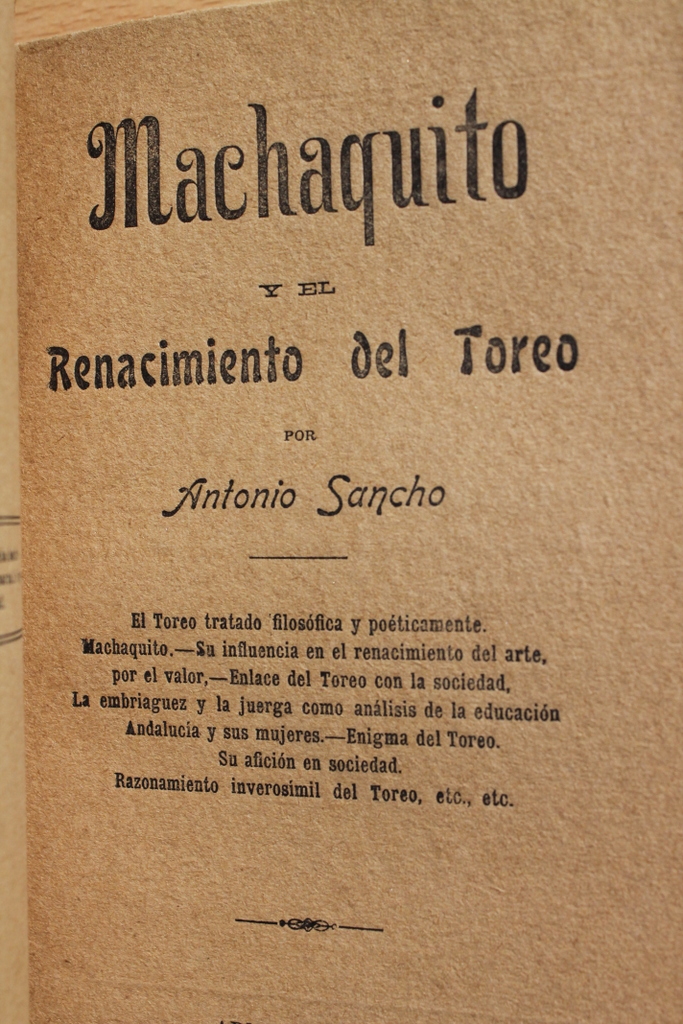 Machaquito
Y EL
Renacimiento del Toreo
POR
Antonio Sancho
El Toreo tratado filosófica y poéticamente.
Machaquito.—Su influencia en el renacimiento del arte,
por el valor,—Enlace del Toreo con la sociedad,
La embriaguez y la juerga como análisis de la educación
Andalucía y sus mujeres.—Enigma del Toreo.
Su afición en sociedad.
Razonamiento inverosímil del Toreo, etc., etc.